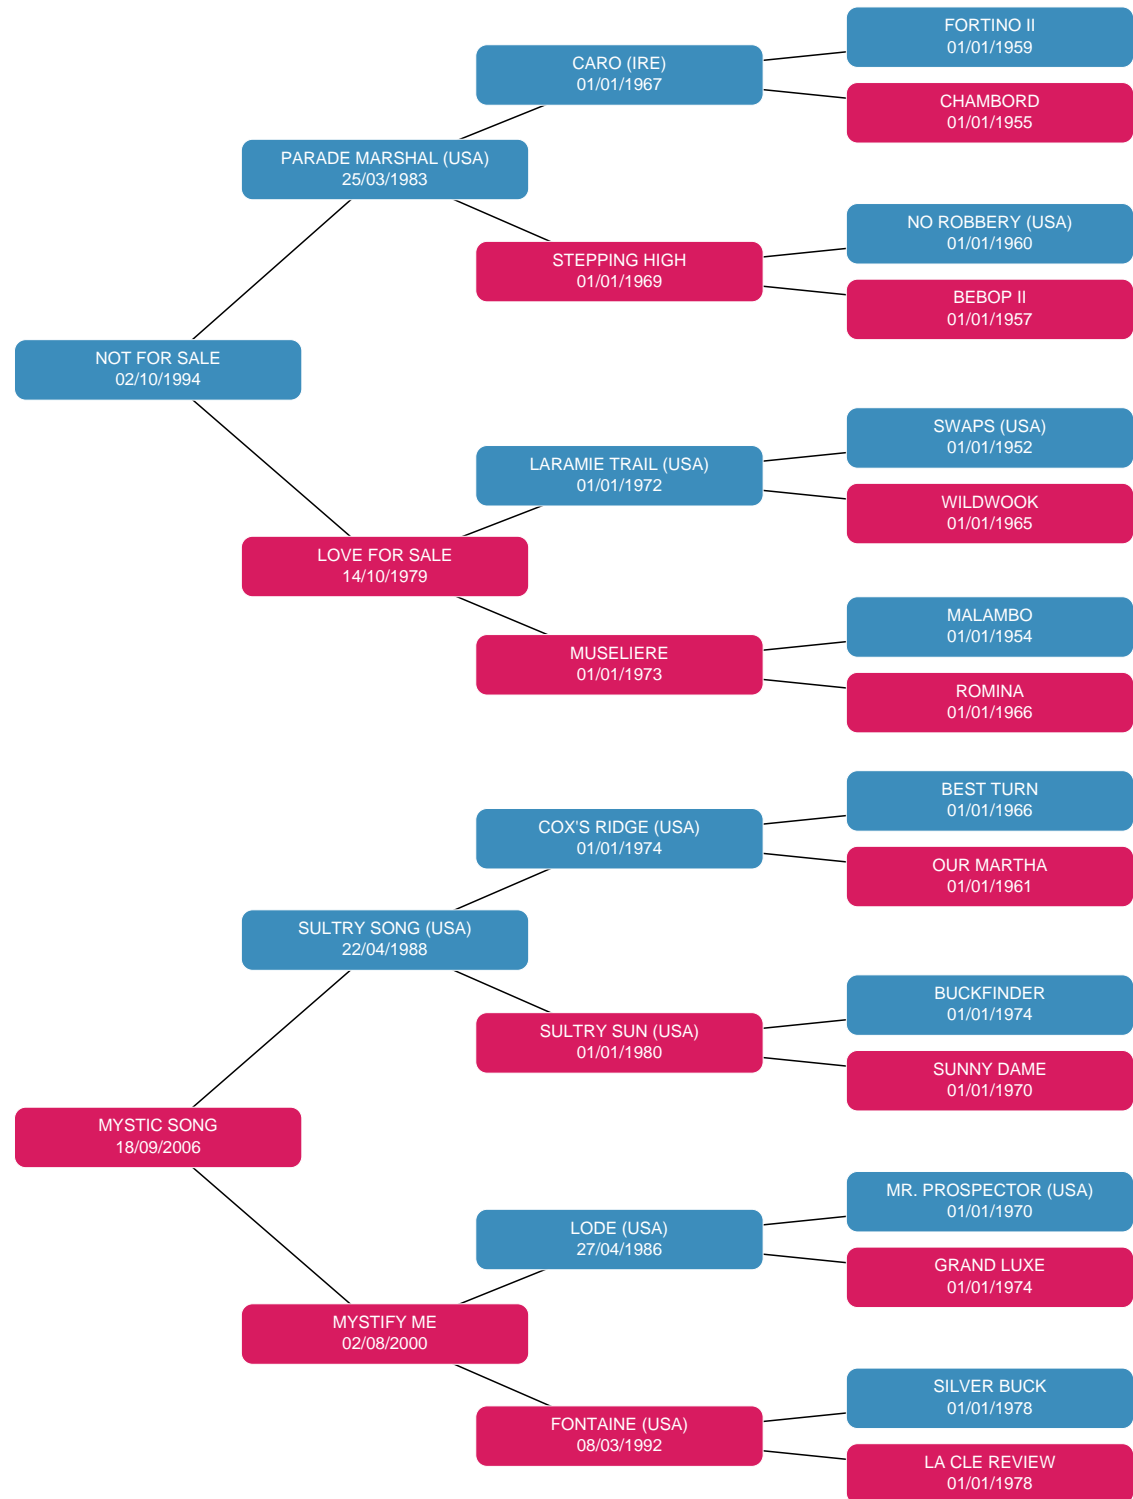 FORTINO II
01/01/1959
CARO (IRE)
01/01/1967
CHAMBORD
01/01/1955
PARADE MARSHAL (USA)
25/03/1983
NO ROBBERY (USA)
01/01/1960
STEPPING HIGH
01/01/1969
BEBOP II
01/01/1957
NOT FOR SALE
02/10/1994
SWAPS (USA)
01/01/1952
LARAMIE TRAIL (USA)
01/01/1972
WILDWOOK
01/01/1965
LOVE FOR SALE
14/10/1979
MALAMBO
01/01/1954
MUSELIERE
01/01/1973
ROMINA
01/01/1966
BEST TURN
01/01/1966
COX'S RIDGE (USA)
01/01/1974
OUR MARTHA
01/01/1961
SULTRY SONG (USA)
22/04/1988
BUCKFINDER
01/01/1974
SULTRY SUN (USA)
01/01/1980
SUNNY DAME
01/01/1970
MYSTIC SONG
18/09/2006
MR. PROSPECTOR (USA)
01/01/1970
LODE (USA)
27/04/1986
GRAND LUXE
01/01/1974
MYSTIFY ME
02/08/2000
SILVER BUCK
01/01/1978
FONTAINE (USA)
08/03/1992
LA CLE REVIEW
01/01/1978